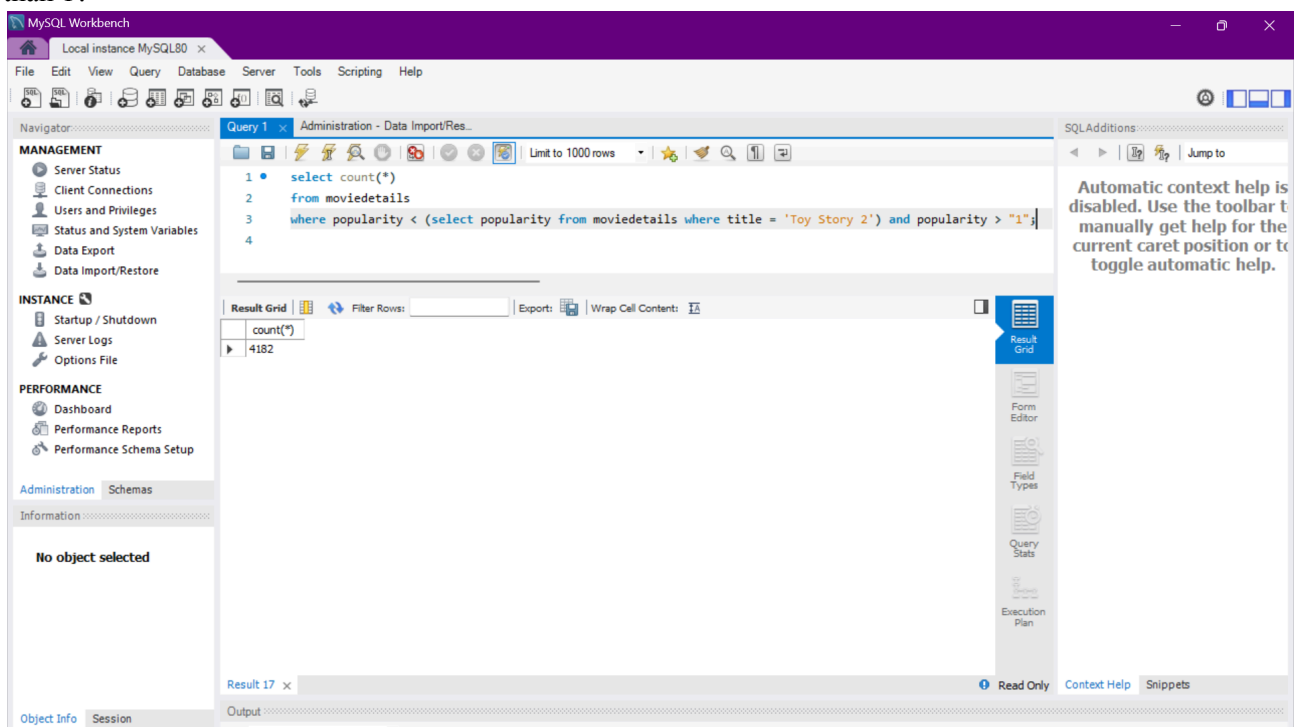 MySQL Workbench
Local instance MySQL80
File Edit View Query Database Server Tools Scripting Help
Navigator
MANAGEMENT
Server Status
Client Connections
Users and Privileges
Status and System Variables
Data Export
Data Import/Restore
INSTANCE
Startup / Shutdown
Server Logs
Options File
PERFORMANCE
Dashboard
Performance Reports
Performance Schema Setup
Administration Schemas
Information
No object selected
Object Info Session
Query 1 Administration - Data Import/Res...
Limit to 1000 rows
1 select count(*)
2 from moviedetails
3 where popularity < (select popularity from moviedetails where title = 'Toy Story 2') and popularity > "1";
4
Result Grid Filter Rows: Export: Wrap Cell Content:
count(*)
4182
Result Grid
Form Editor
Field Types
Query Stats
Execution Plan
Result 17 Read Only
Output
SQLAdditions
Jump to
Automatic context help is
disabled. Use the toolbar t
manually get help for the
current caret position or to
toggle automatic help.
Context Help Snippets